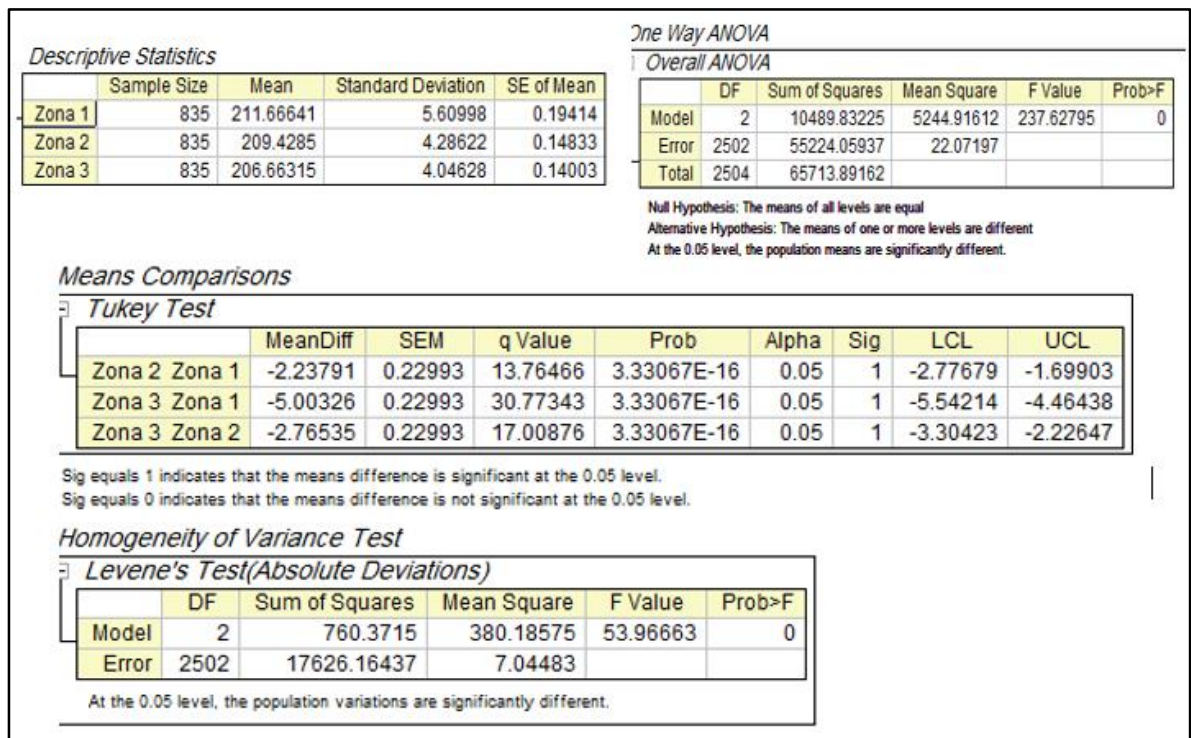 Descriptive Statistics
Sample Size Mean Standard Deviation SE of Mean
Zona 1 835 211.66641 5.60998 0.19414
Zona 2 835 209.4285 4.28622 0.14833
Zona 3 835 206.66315 4.04628 0.14003
One Way ANOVA
Overall ANOVA
DF Sum of Squares Mean Square F Value Prob>F
Model 2 10489.83225 5244.91612 237.62795 0
Error 2502 55224.05937 22.07197
Total 2504 65713.89162
Null Hypothesis: The means of all levels are equal
Alternative Hypothesis: The means of one or more levels are different
At the 0.05 level, the population means are significantly different.
Means Comparisons
Tukey Test
MeanDiff SEM q Value Prob Alpha Sig LCL UCL
Zona 2 Zona 1 -2.23791 0.22993 13.76466 3.33067E-16 0.05 1 -2.77679 -1.69903
Zona 3 Zona 1 -5.00326 0.22993 30.77343 3.33067E-16 0.05 1 -5.54214 -4.46438
Zona 3 Zona 2 -2.76535 0.22993 17.00876 3.33067E-16 0.05 1 -3.30423 -2.22647
Sig equals 1 indicates that the means difference is significant at the 0.05 level.
Sig equals 0 indicates that the means difference is not significant at the 0.05 level.
Homogeneity of Variance Test
Levene's Test(Absolute Deviations)
DF Sum of Squares Mean Square F Value Prob>F
Model 2 760.3715 380.18575 53.96663 0
Error 2502 17626.16437 7.04483
At the 0.05 level, the population variations are significantly different.